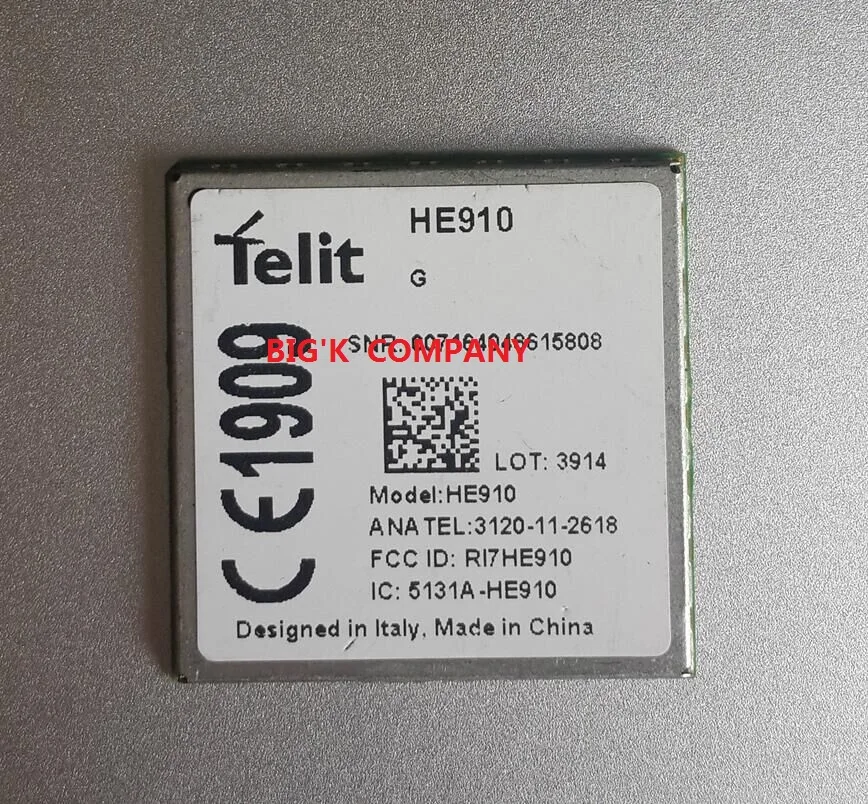 Telit
HE910
G
SNR:
BIG'K COMPANY
CE1909
LOT: 3914
Model:HE910
ANATEL:3120-11-2618
FCC ID: RI7HE910
IC: 5131A-HE910
Designed in Italy, Made in China